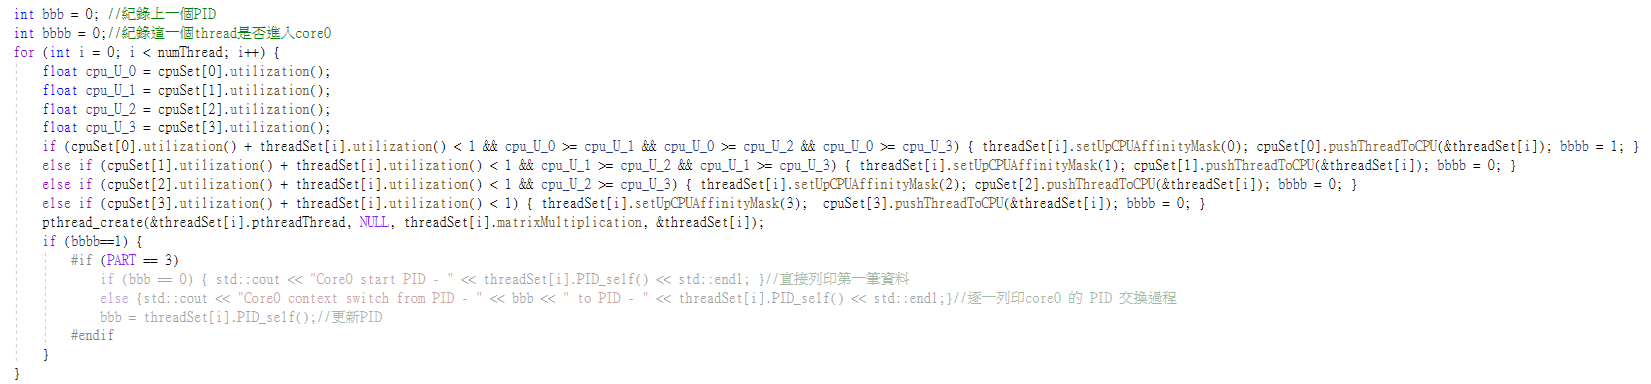 int bbb = 0; //紀錄上一個PID
int bbbb = 0;//紀錄這一個thread是否進入core0
for (int i = 0; i < numThread; i++) {
    float cpu_U_0 = cpuSet[0].utilization();
    float cpu_U_1 = cpuSet[1].utilization();
    float cpu_U_2 = cpuSet[2].utilization();
    float cpu_U_3 = cpuSet[3].utilization();
    if (cpuSet[0].utilization() + threadSet[i].utilization() < 1 && cpu_U_0 >= cpu_U_1 && cpu_U_0 >= cpu_U_2 && cpu_U_0 >= cpu_U_3) { threadSet[i].setUpCPUAffinityMask(0); cpuSet[0].pushThreadToCPU(&threadSet[i]); bbbb = 1; }
    else if (cpuSet[1].utilization() + threadSet[i].utilization() < 1 && cpu_U_1 >= cpu_U_2 && cpu_U_1 >= cpu_U_3) { threadSet[i].setUpCPUAffinityMask(1); cpuSet[1].pushThreadToCPU(&threadSet[i]); bbbb = 0; }
    else if (cpuSet[2].utilization() + threadSet[i].utilization() < 1 && cpu_U_2 >= cpu_U_3) { threadSet[i].setUpCPUAffinityMask(2); cpuSet[2].pushThreadToCPU(&threadSet[i]); bbbb = 0; }
    else if (cpuSet[3].utilization() + threadSet[i].utilization() < 1) { threadSet[i].setUpCPUAffinityMask(3);  cpuSet[3].pushThreadToCPU(&threadSet[i]); bbbb = 0; }
    pthread_create(&threadSet[i].pthreadThread, NULL, threadSet[i].matrixMultiplication, &threadSet[i]);
    if (bbbb==1) {
        #if (PART == 3)
            if (bbb == 0) { std::cout << "Core0 start PID - " << threadSet[i].PID_self() << std::endl; }//直接列印第一筆資料
            else {std::cout << "Core0 context switch from PID - " << bbb << " to PID - " << threadSet[i].PID_self() << std::endl;}//逐一列印core0 的 PID 交換過程
            bbb = threadSet[i].PID_self();//更新PID
        #endif
    }
}